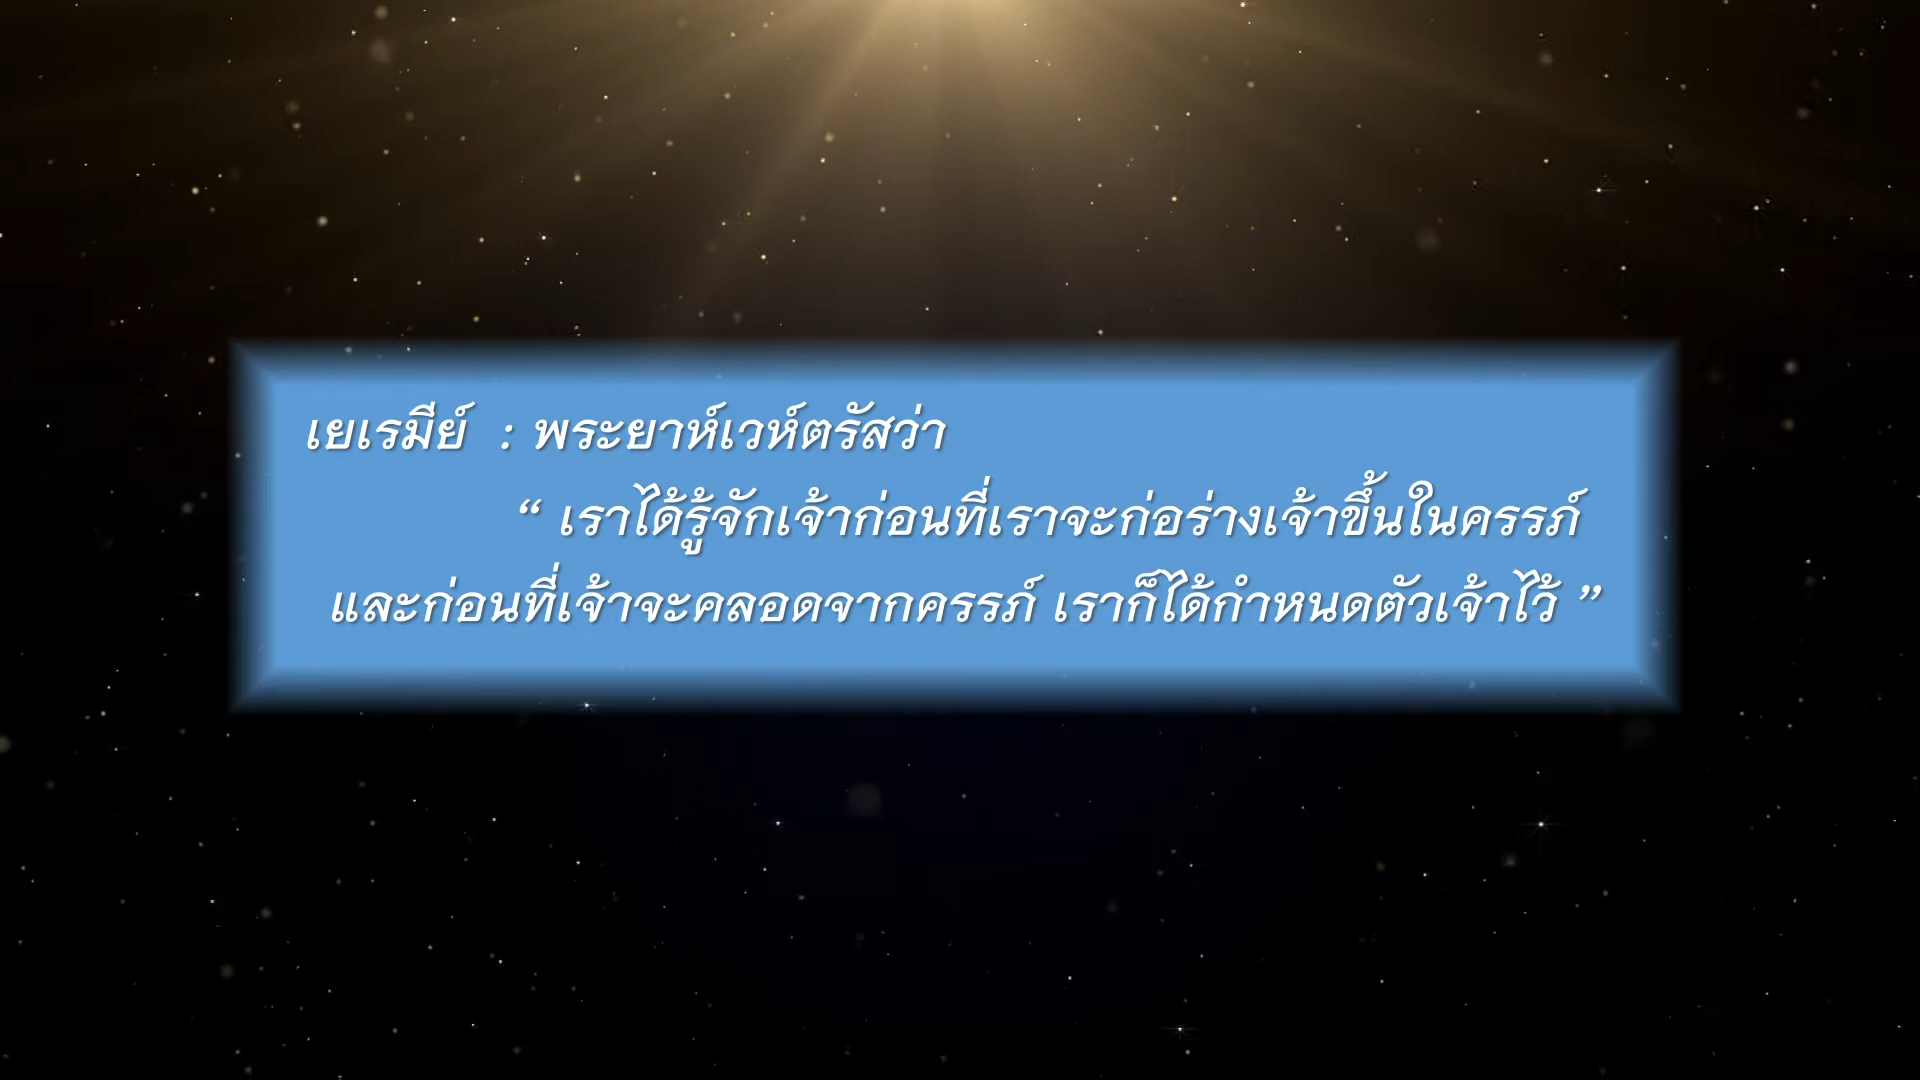 เยเรมีย์  : พระยาห์เวห์ตรัสว่า
“ เราได้รู้จักเจ้าก่อนที่เราจะก่อร่างเจ้าขึ้นในครรภ์
และก่อนที่เจ้าจะคลอดจากครรภ์ เราก็ได้กำหนดตัวเจ้าไว้ ”